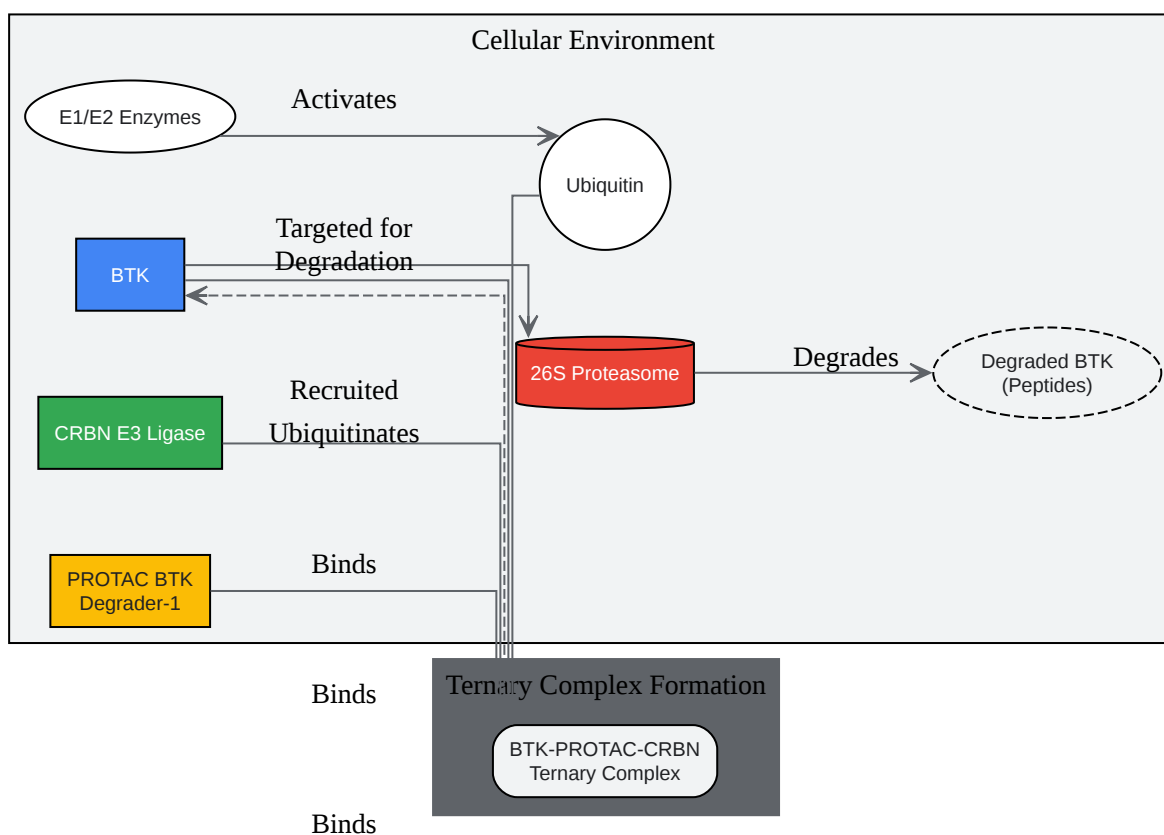 Cellular Environment
E1/E2 Enzymes
Activates
Ubiquitin
Targeted for
Degradation
BTK
26S Proteasome
Degrades
Degraded BTK
(Peptides)
Recruited
CRBN E3 Ligase
Ubiquitinates
PROTAC BTK
Degrader-1
Binds
Ternary Complex Formation
Binds
BTK-PROTAC-CRBN
Ternary Complex
Binds